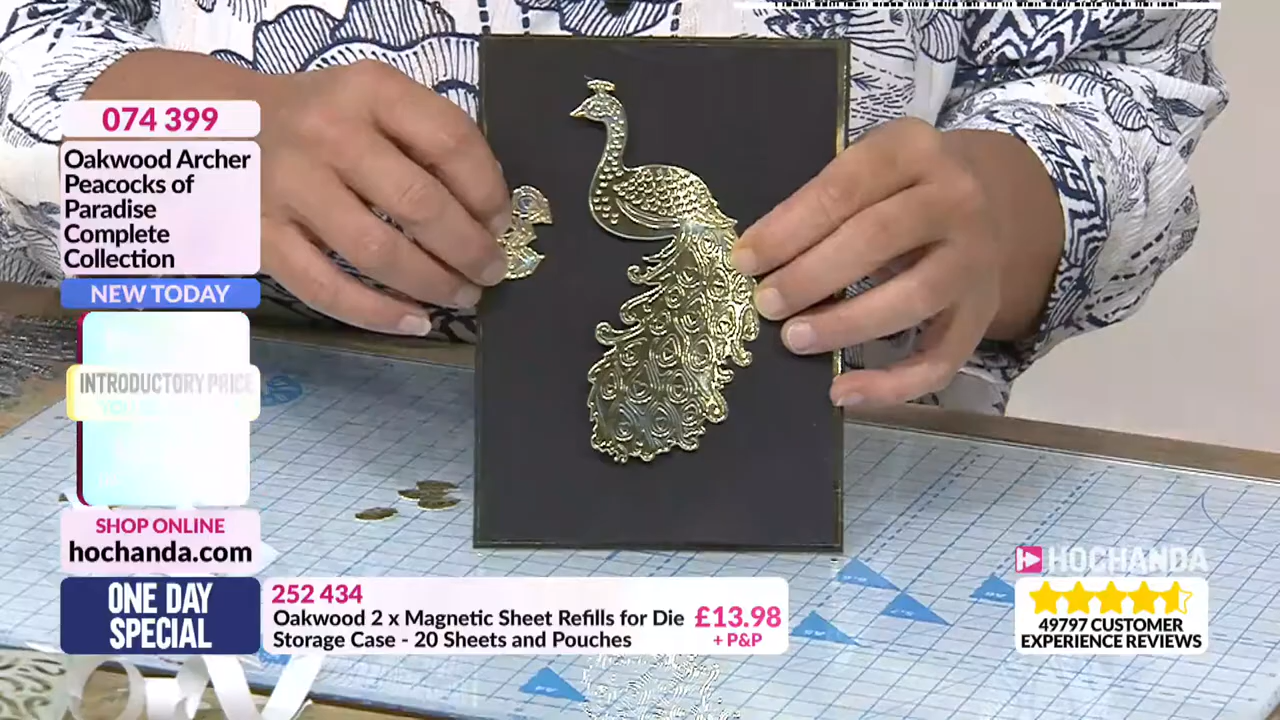 074 399
Oakwood Archer
Peacocks of
Paradise
Complete
Collection
NEW TODAY
INTRODUCTORY PRICE
SHOP ONLINE
hochanda.com
ONE DAY
SPECIAL
252 434
Oakwood 2 x Magnetic Sheet Refills for Die
Storage Case - 20 Sheets and Pouches
£13.98
+ P&P
HOCHANDA
49797 CUSTOMER
EXPERIENCE REVIEWS